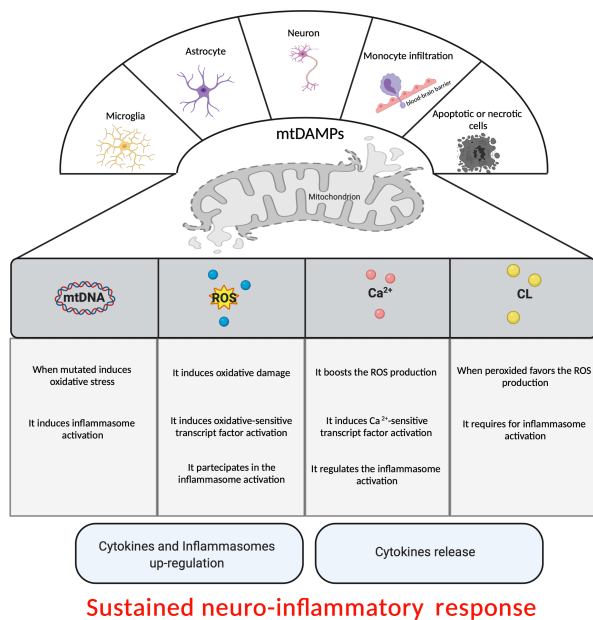 Neuron
Astrocyte
Monocyte infiltration
blood-brain barrier
Microglia
Apoptotic or necrotic
cells
mtDAMPs
Mitochondrion
mtDNA
ROS
Ca²⁺
CL
When mutated induces
oxidative stress
It induces inflammasome
activation
It induces oxidative damage
It induces oxidative-sensitive
transcript factor activation
It partecipates in the
inflammasome activation
It boosts the ROS production
It induces Ca²⁺-sensitive
transcript factor activation
It regulates the inflammasome
activation
When peroxided favors the ROS
production
It requires for inflammasome
activation
Cytokines and Inflammasomes
up-regulation
Cytokines release
Sustained neuro-inflammatory response